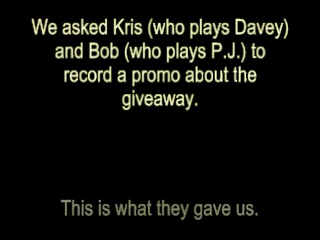 We asked Kris (who plays Davey)
and Bob (who plays P.J.) to
record a promo about the
giveaway.
This is what they gave us.